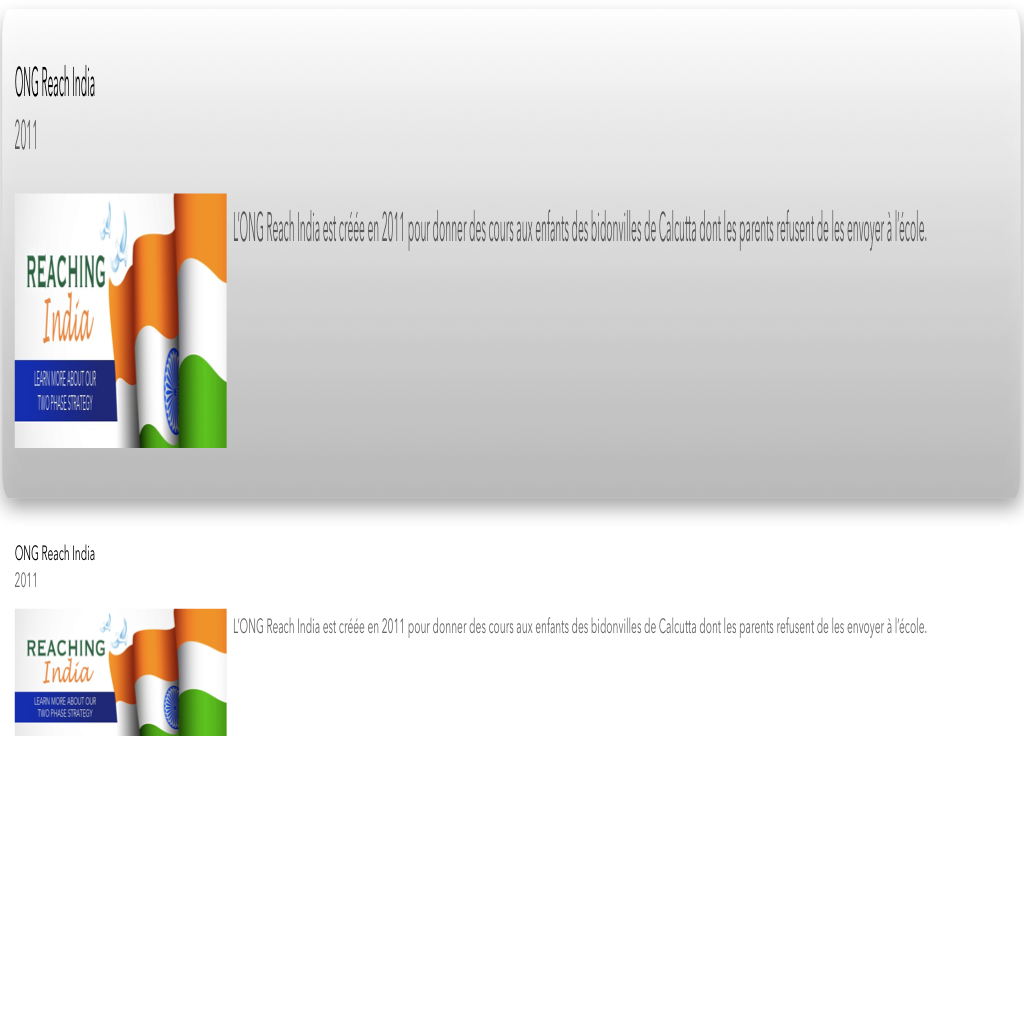 ONG Reach India
2011
L'ONG Reach India est créée en 2011 pour donner des cours aux enfants des bidonvilles de Calcutta dont les parents refusent de les envoyer à l'école.
REACHING
India
LEARN MORE ABOUT OUR
TWO PHASE STRATEGY
ONG Reach India
2011
L'ONG Reach India est créée en 2011 pour donner des cours aux enfants des bidonvilles de Calcutta dont les parents refusent de les envoyer à l'école.
REACHING
India
LEARN MORE ABOUT OUR
TWO PHASE STRATEGY